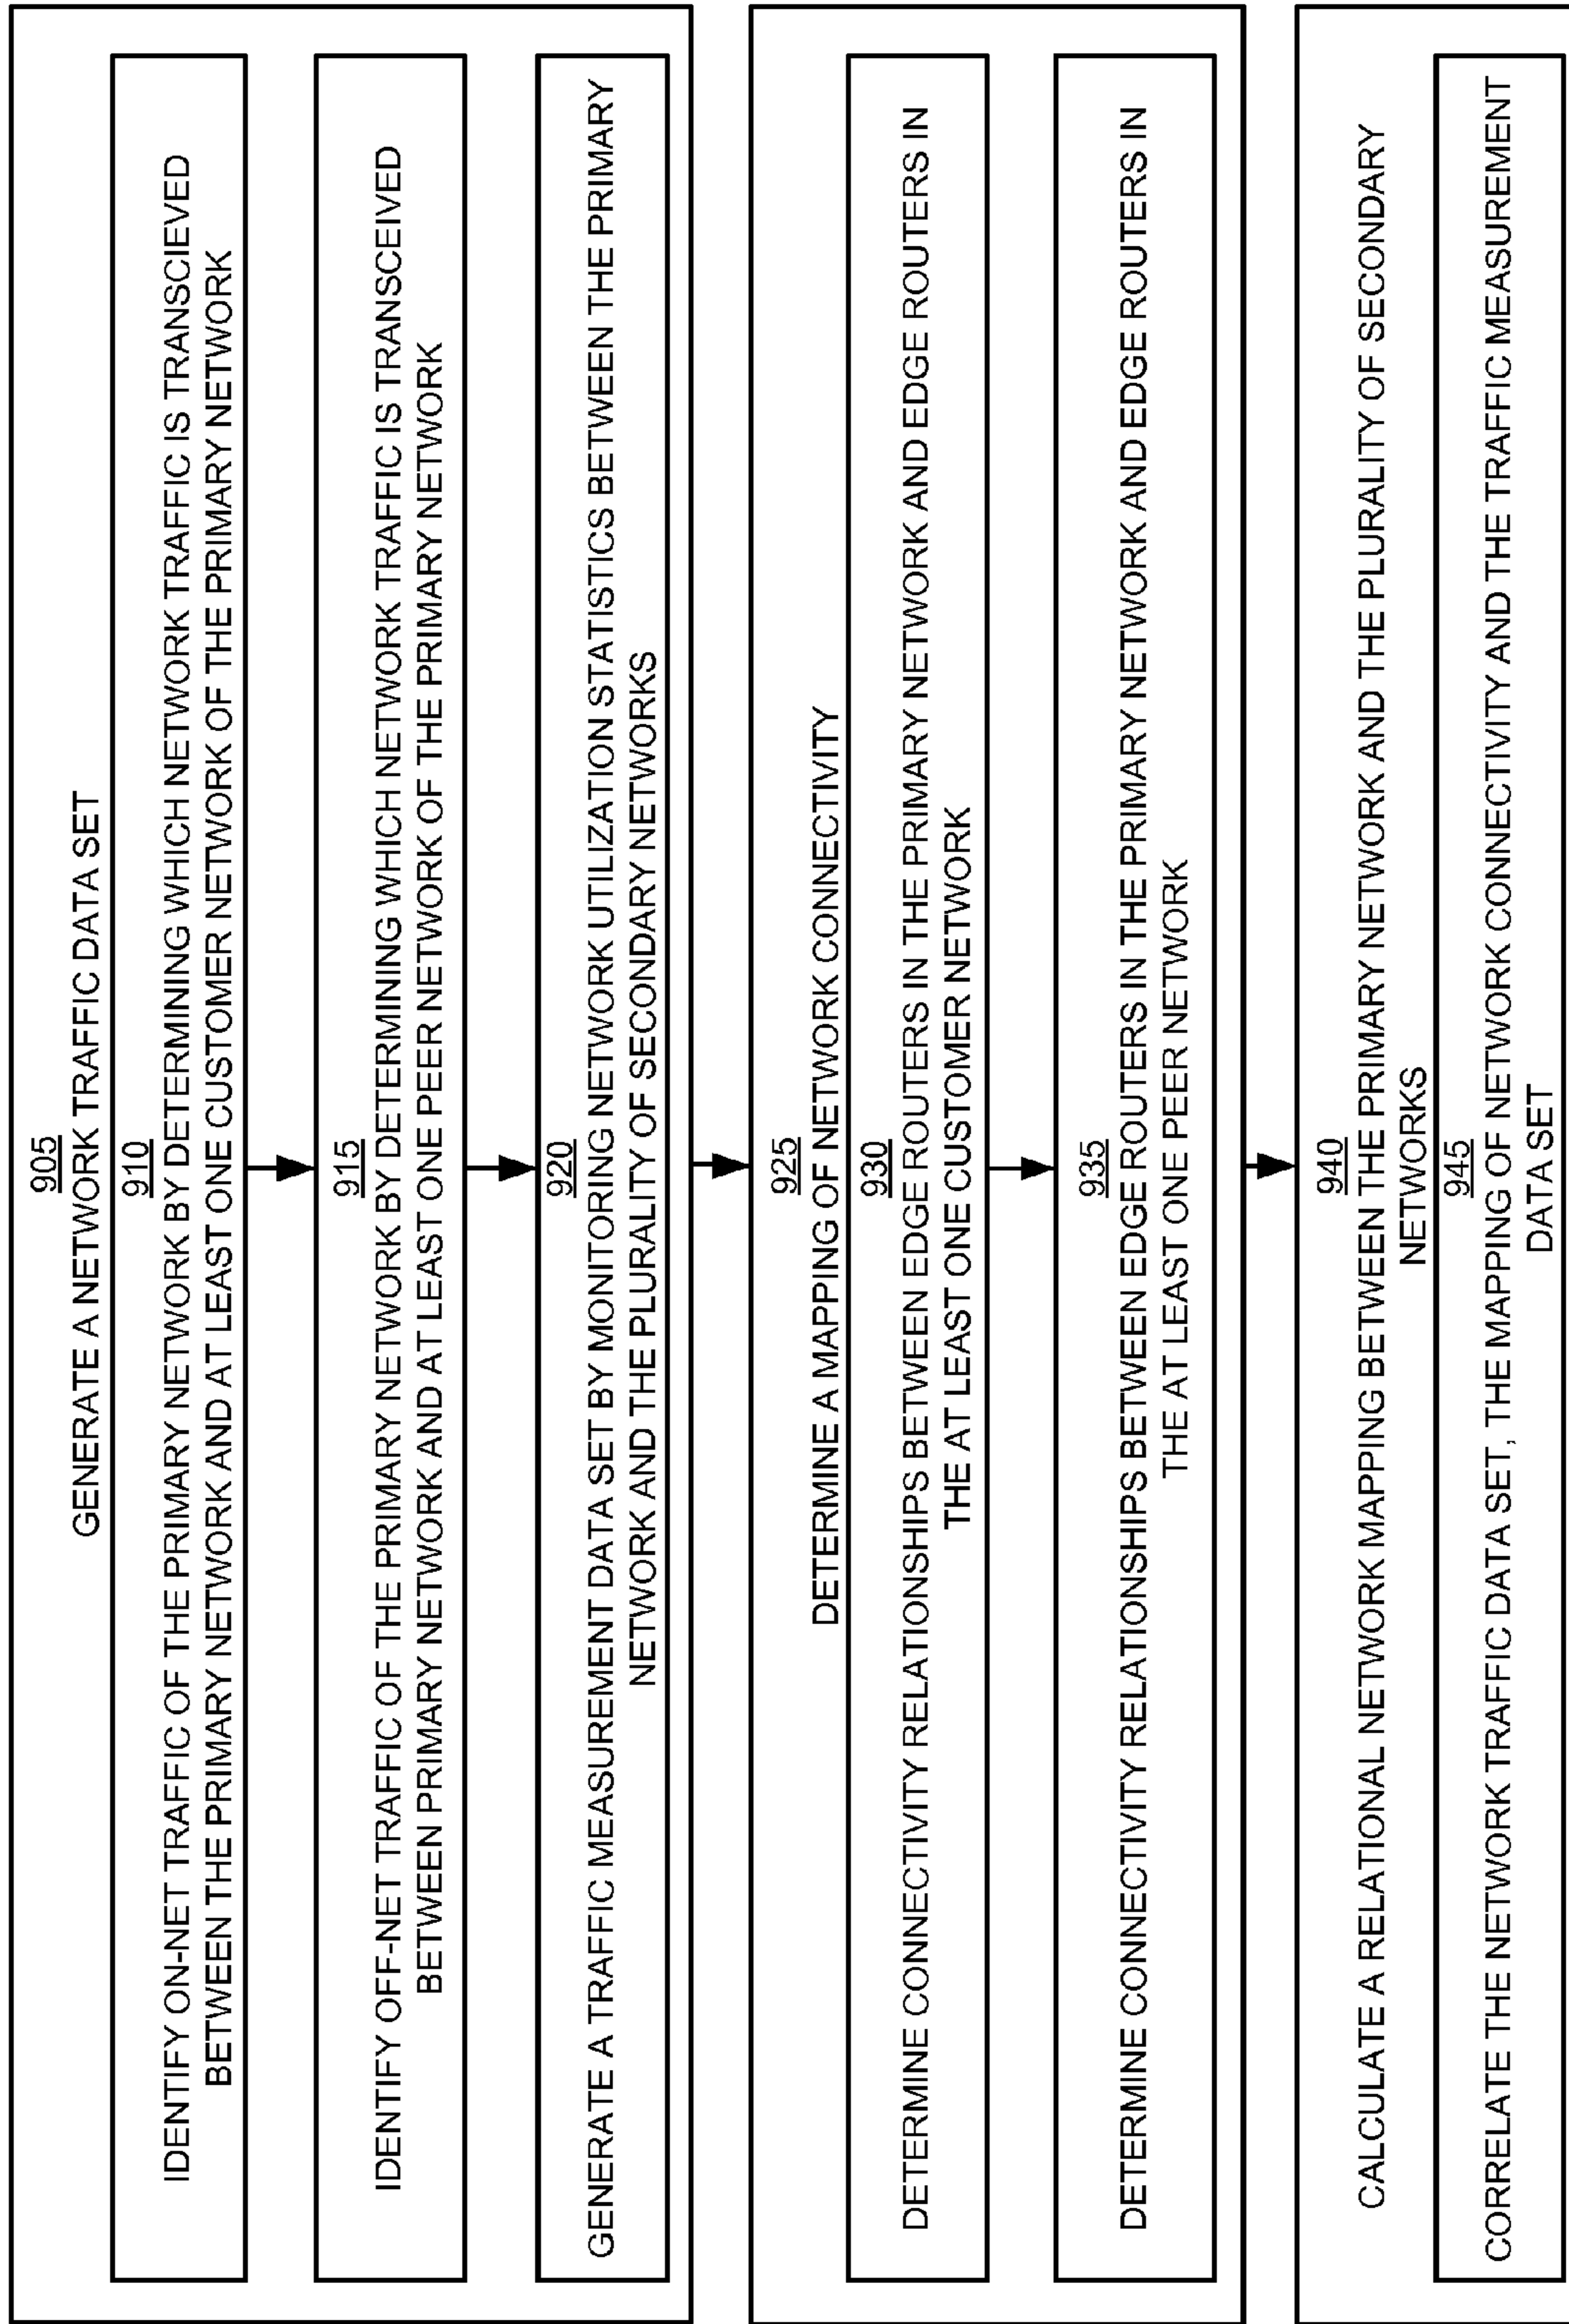 905
GENERATE A NETWORK TRAFFIC DATA SET
910
IDENTIFY ON-NET TRAFFIC OF THE PRIMARY NETWORK BY DETERMINING WHICH NETWORK TRAFFIC IS TRANSCIEVED
BETWEEN THE PRIMARY NETWORK AND AT LEAST ONE CUSTOMER NETWORK OF THE PRIMARY NETWORK
915
IDENTIFY OFF-NET TRAFFIC OF THE PRIMARY NETWORK BY DETERMINING WHICH NETWORK TRAFFIC IS TRANSCEIVED
BETWEEN PRIMARY NETWORK AND AT LEAST ONE PEER NETWORK OF THE PRIMARY NETWORK
920
GENERATE A TRAFFIC MEASUREMENT DATA SET BY MONITORING NETWORK UTILIZATION STATISTICS BETWEEN THE PRIMARY
NETWORK AND THE PLURALITY OF SECONDARY NETWORKS
925
DETERMINE A MAPPING OF NETWORK CONNECTIVITY
930
DETERMINE CONNECTIVITY RELATIONSHIPS BETWEEN EDGE ROUTERS IN THE PRIMARY NETWORK AND EDGE ROUTERS IN
THE AT LEAST ONE CUSTOMER NETWORK
935
DETERMINE CONNECTIVITY RELATIONSHIPS BETWEEN EDGE ROUTERS IN THE PRIMARY NETWORK AND EDGE ROUTERS IN
THE AT LEAST ONE PEER NETWORK
940
CALCULATE A RELATIONAL NETWORK MAPPING BETWEEN THE PRIMARY NETWORK AND THE PLURALITY OF SECONDARY
NETWORKS
945
CORRELATE THE NETWORK TRAFFIC DATA SET, THE MAPPING OF NETWORK CONNECTIVITY AND THE TRAFFIC MEASUREMENT
DATA SET